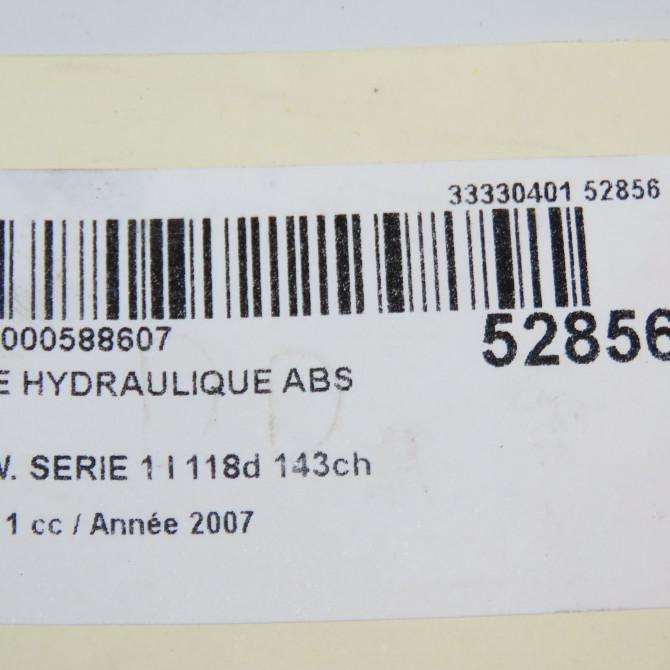 33330401 52856
000588607
52856
E HYDRAULIQUE ABS
W. SERIE 1 I 118d 143ch
1 cc / Année 2007